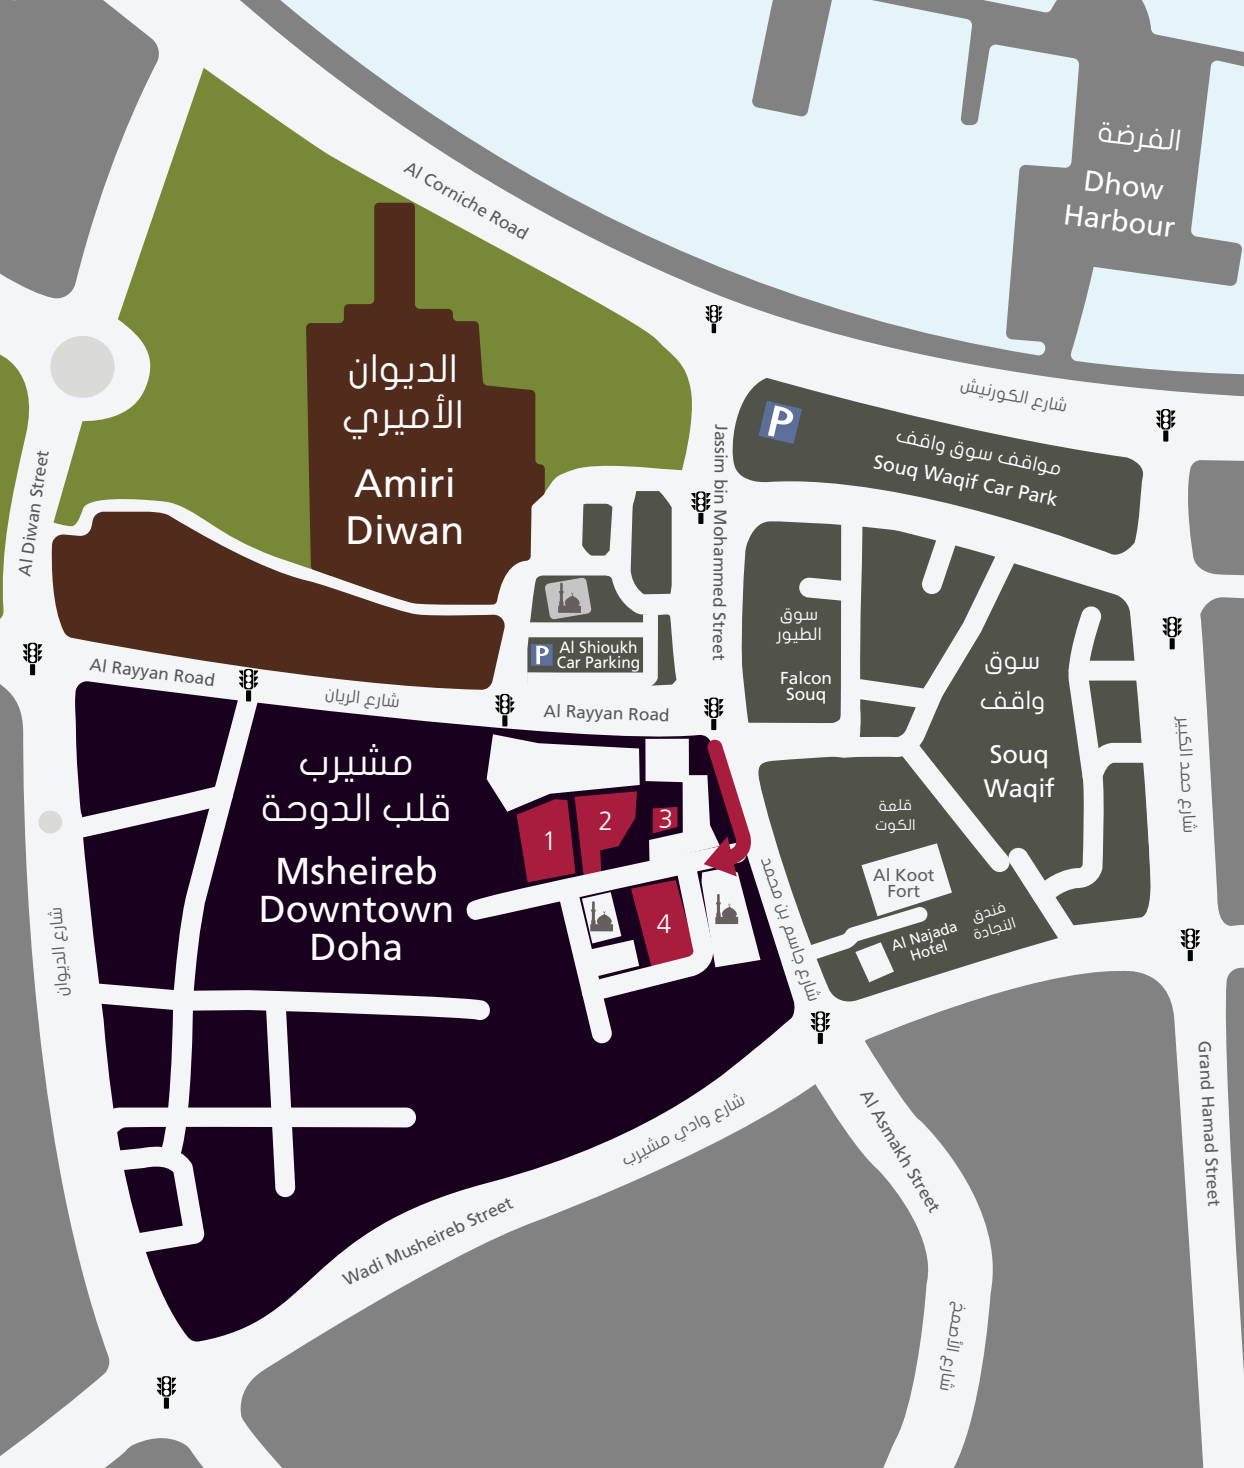 الفرضة
Dhow
Harbour
Al Corniche Road
شارع الكورنيش
الديوان
الأميري
Amiri
Diwan
P
مواقف سوق واقف
Souq Waqif Car Park
Al Diwan Street
Jassim bin Mohammed Street
سوق
الطيور
Falcon
Souq
P
Al Shioukh
Car Parking
سوق
واقف
Souq
Waqif
Al Rayyan Road
شارع الريان
Al Rayyan Road
شارع حمد الكبير
مشيرب
قلب الدوحة
Msheireb
Downtown
Doha
1
2
3
4
قلعة
الكوت
Al Koot
Fort
فندق
النجادة
Al Najada
Hotel
شارع جاسم بن محمد
شارع الديوان
شارع وادي مشيرب
Wadi Musheireb Street
Al Asmakh Street
Grand Hamad Street
شارع الأصمخ